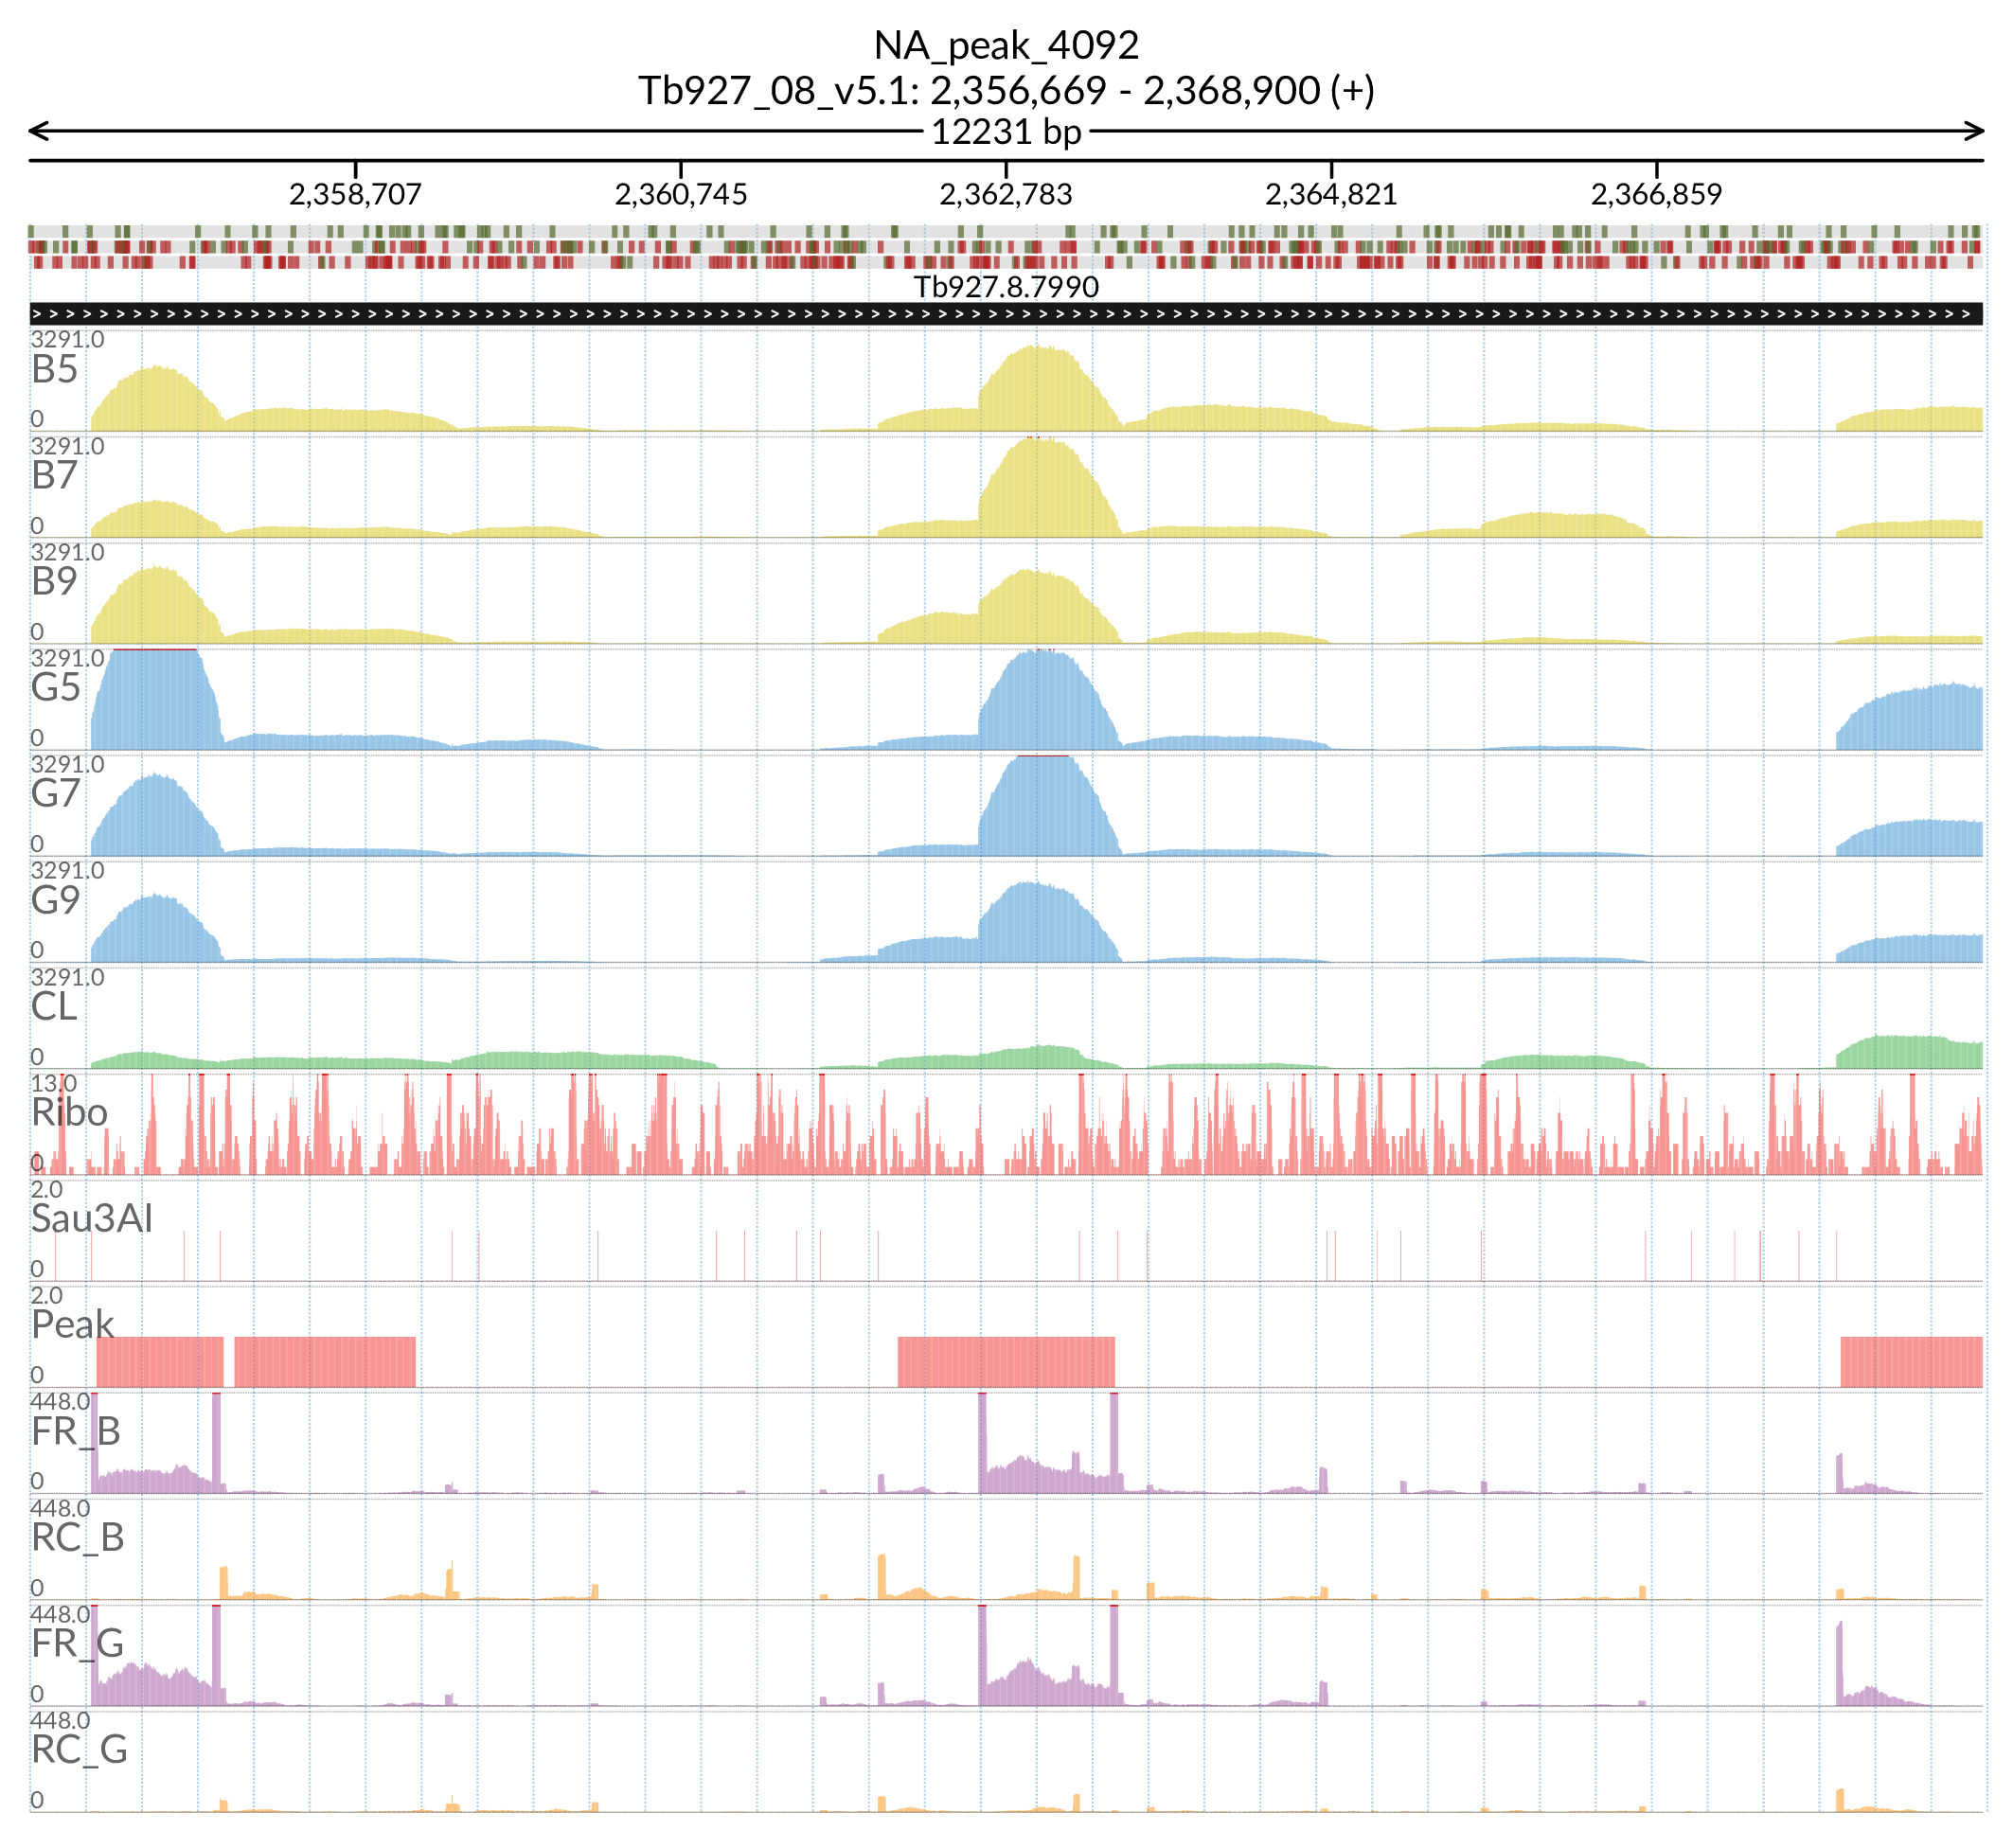 NA_peak_4092
Tb927_08_v5.1: 2,356,669 - 2,368,900 (+)
12231 bp
2,358,707 2,360,745 2,362,783 2,364,821 2,366,859
Tb927.8.7990
3291.0
B5
0
3291.0
B7
0
3291.0
B9
0
3291.0
G5
0
3291.0
G7
0
3291.0
G9
0
3291.0
CL
0
13.0
Ribo
0
2.0
Sau3AI
0
2.0
Peak
0
448.0
FR_B
0
448.0
RC_B
0
448.0
FR_G
0
448.0
RC_G
0